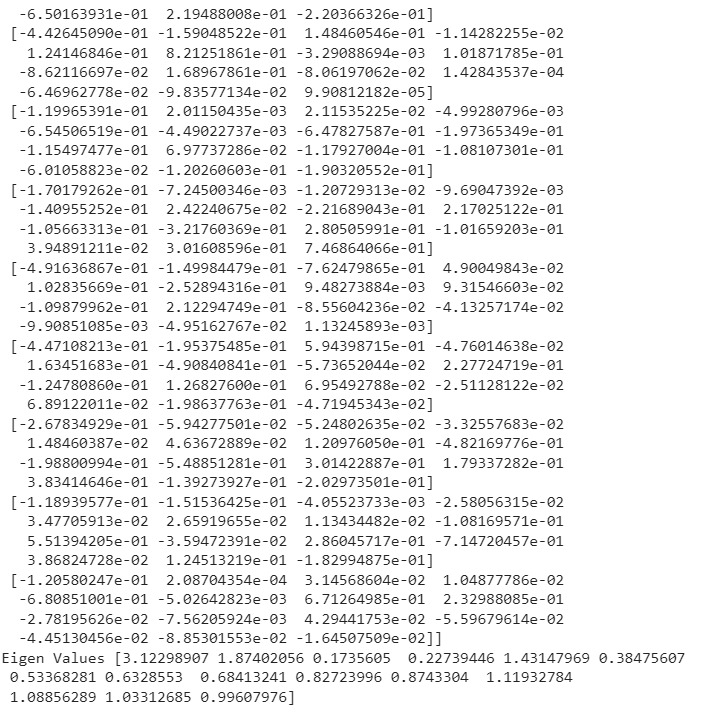 -6.50163931e-01  2.19488008e-01 -2.20366326e-01]
[-4.42645090e-01 -1.59048522e-01  1.48460546e-01 -1.14282255e-02
1.24146846e-01  8.21251861e-01 -3.29088694e-03  1.01871785e-01
-8.62116697e-02  1.68967861e-01 -8.06197062e-02  1.42843537e-04
-6.46962778e-02 -9.83577134e-02  9.90812182e-05]
[-1.19965391e-01  2.01150435e-03  2.11535225e-02 -4.99280796e-03
-6.54506519e-01 -4.49022737e-03 -6.47827587e-01 -1.97365349e-01
-1.15497477e-01  6.97737286e-02 -1.17927004e-01 -1.08107301e-01
-6.01058823e-02 -1.20260603e-01 -1.90320552e-01]
[-1.70179262e-01 -7.24500346e-03 -1.20729313e-02 -9.69047392e-03
-1.40955252e-01  2.42240675e-02 -2.21689043e-01  2.17025122e-01
-1.05663313e-01 -3.21760369e-01  2.80505991e-01 -1.01659203e-01
3.94891211e-02  3.01608596e-01  7.46864066e-01]
[-4.91636867e-01 -1.49984479e-01 -7.62479865e-01  4.90049843e-02
1.02835669e-01 -2.52894316e-01  9.48273884e-03  9.31546603e-02
-1.09879962e-01  2.12294749e-01 -8.55604236e-02 -4.13257174e-02
-9.90851085e-03 -4.95162767e-02  1.13245893e-03]
[-4.47108213e-01 -1.95375485e-01  5.94398715e-01 -4.76014638e-02
1.63451683e-01 -4.90840841e-01 -5.73652044e-02  2.27724719e-01
-1.24780860e-01  1.26827600e-01  6.95492788e-02 -2.51128122e-02
6.89122011e-02 -1.98637763e-01 -4.71945343e-02]
[-2.67834929e-01 -5.94277501e-02 -5.24802635e-02 -3.32557683e-02
1.48460387e-02  4.63672889e-02  1.20976050e-01 -4.82169776e-01
-1.98800994e-01 -5.48851281e-01  3.01422887e-01  1.79337282e-01
3.83414646e-01 -1.39273927e-01 -2.02973501e-01]
[-1.18939577e-01 -1.51536425e-01 -4.05523733e-03 -2.58056315e-02
3.47705913e-02  2.65919655e-02  1.13434482e-02 -1.08169571e-01
5.51394205e-01 -3.59472391e-02  2.86045717e-01 -7.14720457e-01
3.86824728e-02  1.24513219e-01 -1.82994875e-01]
[-1.20580247e-01  2.08704354e-04  3.14568604e-02  1.04877786e-02
-6.80851001e-01 -5.02642823e-03  6.71264985e-01  2.32988085e-01
-2.78195626e-02 -7.56205924e-03  4.29441753e-02 -5.59679614e-02
-4.45130456e-02 -8.85301553e-02 -1.64507509e-02]]
Eigen Values [3.12298907 1.87402056 0.1735605  0.22739446 1.43147969 0.38475607
0.53368281 0.6328553  0.68413241 0.82723996 0.8743304  1.11932784
1.08856289 1.03312685 0.99607976]